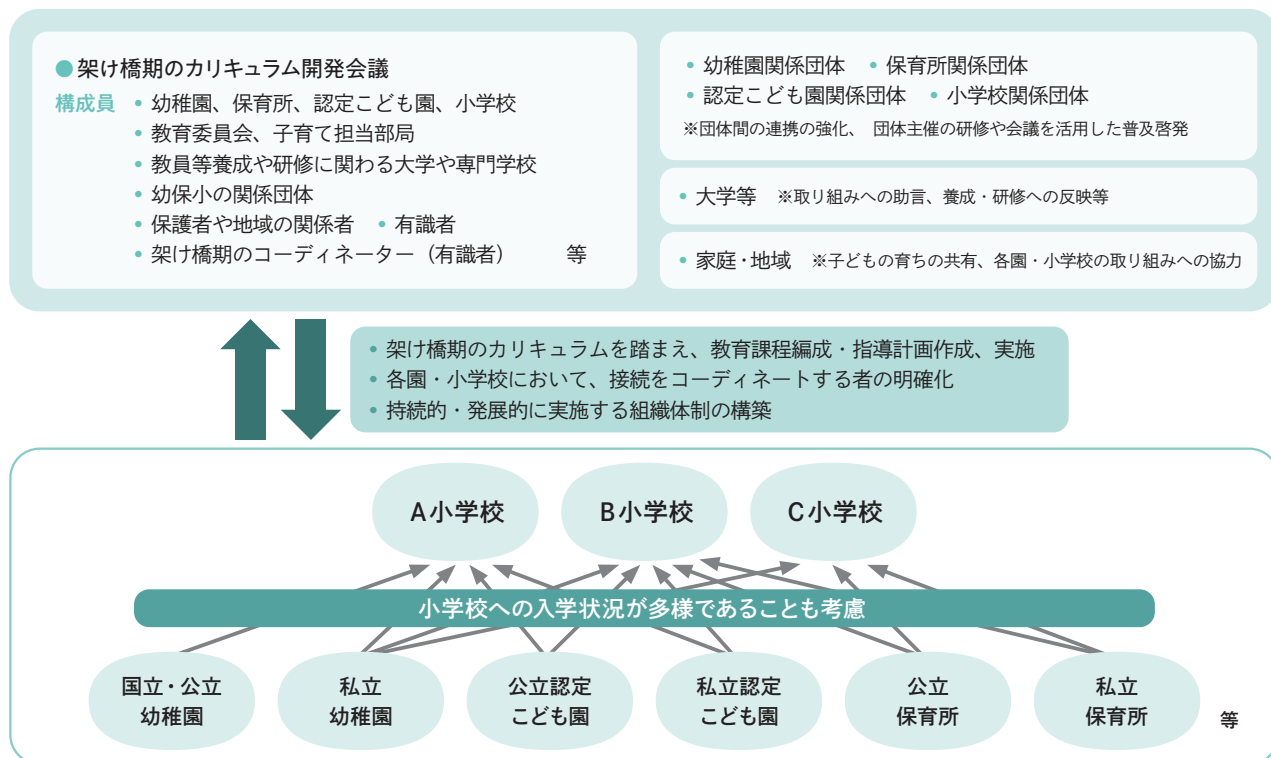 ●架け橋期のカリキュラム開発会議
構成員 • 幼稚園、保育所、認定こども園、小学校
• 教育委員会、子育て担当部局
• 教員等養成や研修に関わる大学や専門学校
• 幼保小の関係団体
• 保護者や地域の関係者 • 有識者
• 架け橋期のコーディネーター（有識者） 等
• 幼稚園関係団体 • 保育所関係団体
• 認定こども園関係団体 • 小学校関係団体
※団体間の連携の強化、 団体主催の研修や会議を活用した普及啓発
• 大学等 ※取り組みへの助言、養成・研修への反映等
• 家庭・地域 ※子どもの育ちの共有、各園・小学校の取り組みへの協力
• 架け橋期のカリキュラムを踏まえ、教育課程編成・指導計画作成、実施
• 各園・小学校において、接続をコーディネートする者の明確化
• 持続的・発展的に実施する組織体制の構築
A小学校 B小学校 C小学校
小学校への入学状況が多様であることも考慮
国立・公立
幼稚園
私立
幼稚園
公立認定
こども園
私立認定
こども園
公立
保育所
私立
保育所
等